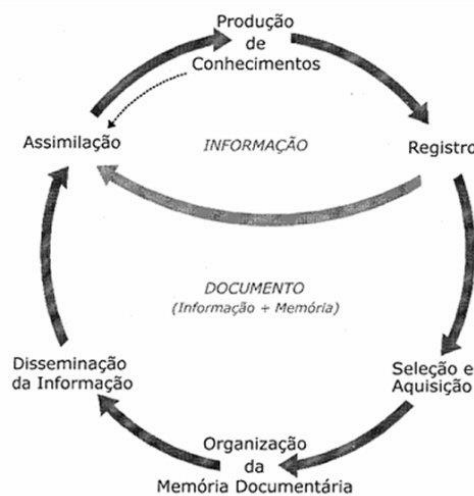 Produção
de
Conhecimentos
Assimilação
INFORMAÇÃO
Registro
DOCUMENTO
(Informação + Memória)
Disseminação
da Informação
Seleção e
Aquisição
Organização
da
Memória Documentária